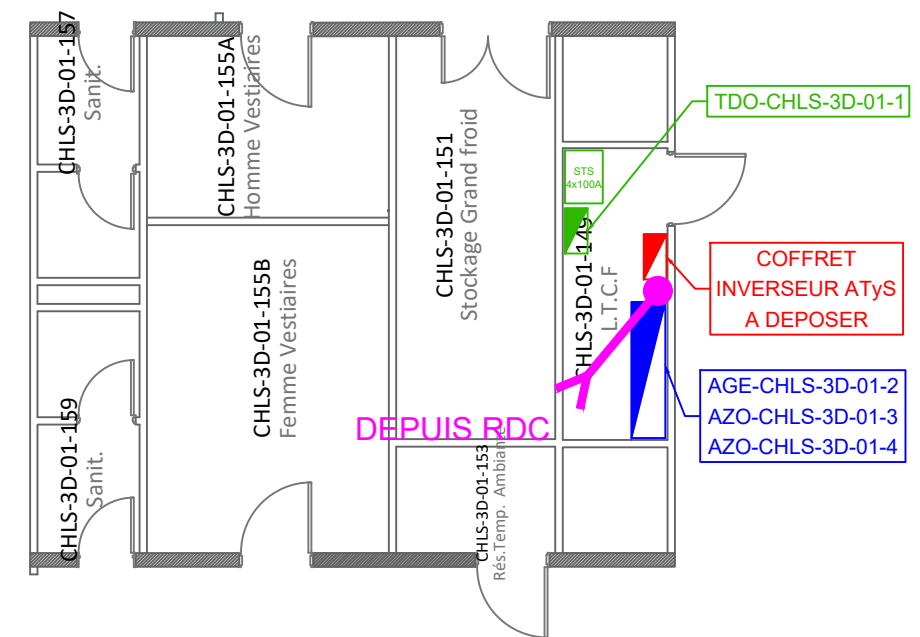 CHLS-3D-01-157
Sanit.
CHLS-3D-01-155A
Homme Vestiaires
CHLS-3D-01-151
Stockage Grand froid
TDO-CHLS-3D-01-1
STS
4x100A
CHLS-3D-01-149
L.T.C.F
COFFRET
INVERSEUR ATyS
A DEPOSER
CHLS-3D-01-155B
Femme Vestiaires
AGE-CHLS-3D-01-2
AZO-CHLS-3D-01-3
AZO-CHLS-3D-01-4
DEPUIS RDC
CHLS-3D-01-159
Sanit.
CHLS-3D-01-153
Rés.Temp. Ambiante